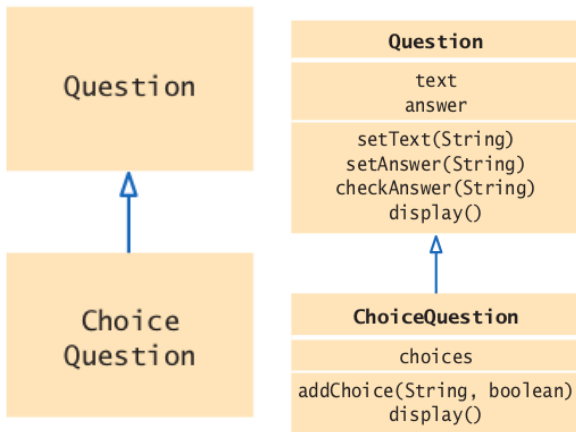 Question
Choice
Question
Question
text
answer
setText(String)
setAnswer(String)
checkAnswer(String)
display()
ChoiceQuestion
choices
addChoice(String, boolean)
display()